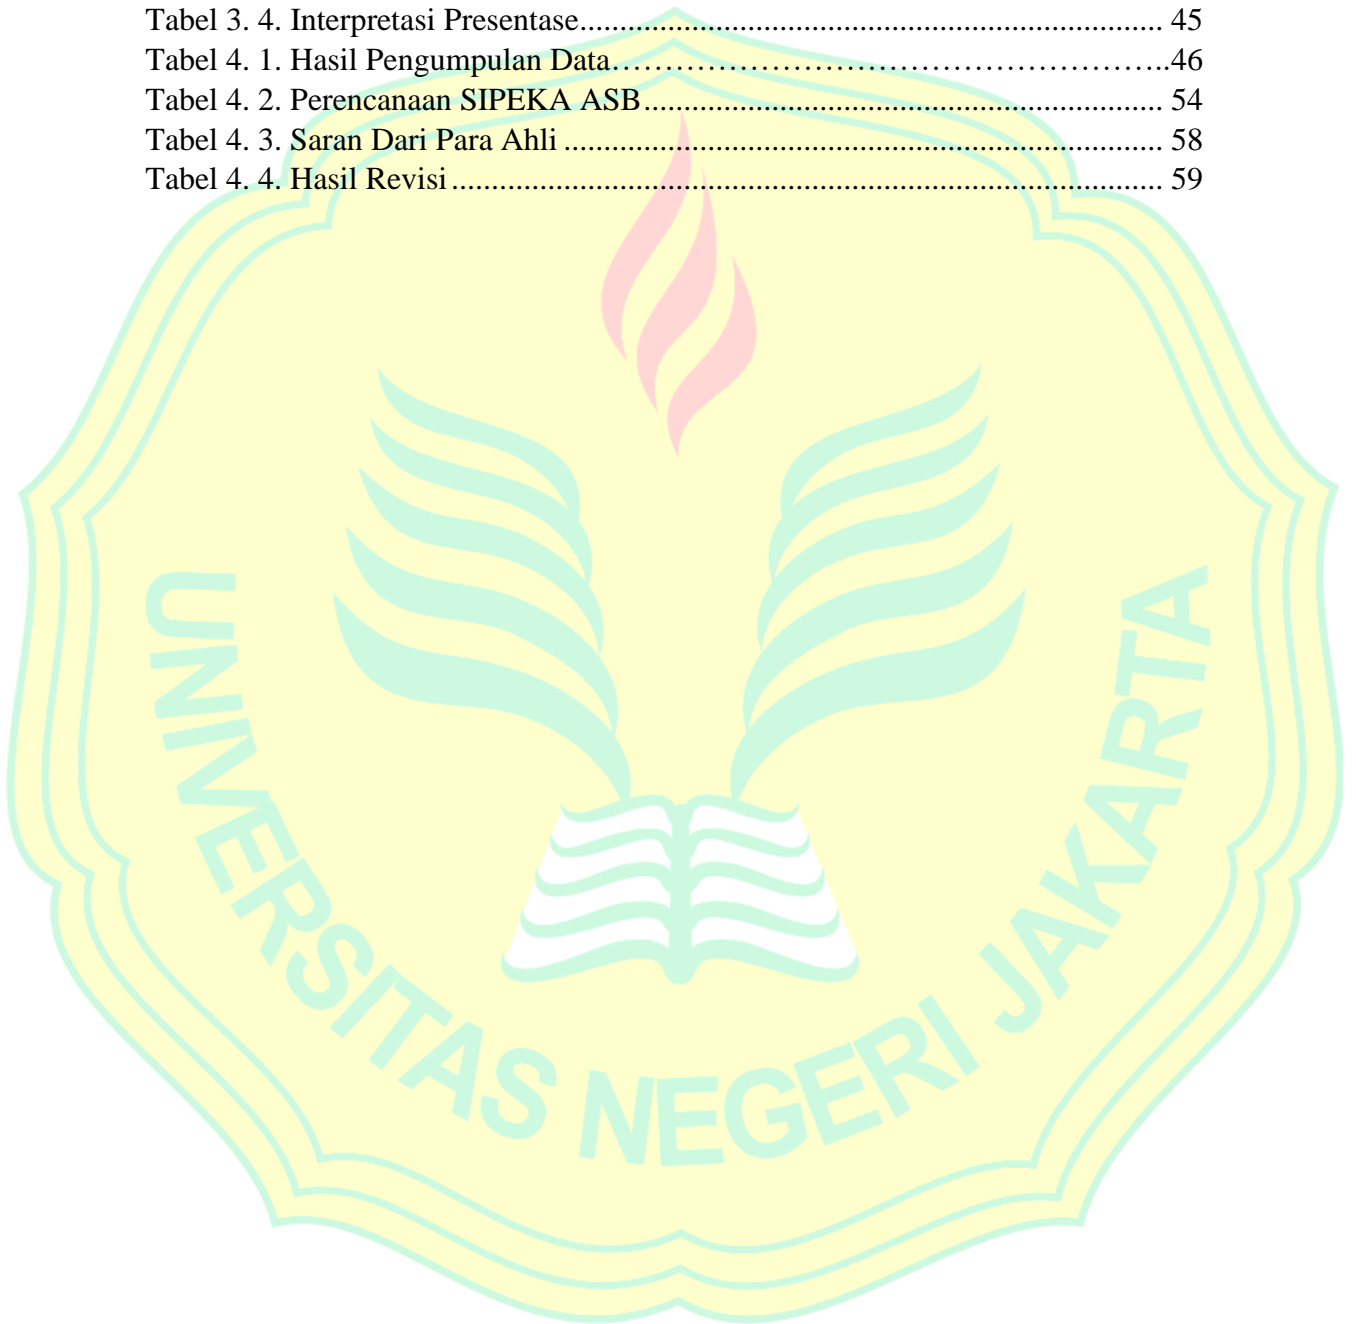 Tabel 3. 4. Interpretasi Presentase.......................................................................... 45
Tabel 4. 1. Hasil Pengumpulan Data……………………………………………..46
Tabel 4. 2. Perencanaan SIPEKA ASB.................................................................. 54
Tabel 4. 3. Saran Dari Para Ahli ............................................................................ 58
Tabel 4. 4. Hasil Revisi.......................................................................................... 59
UNIVERSITAS NEGERI JAKARTA